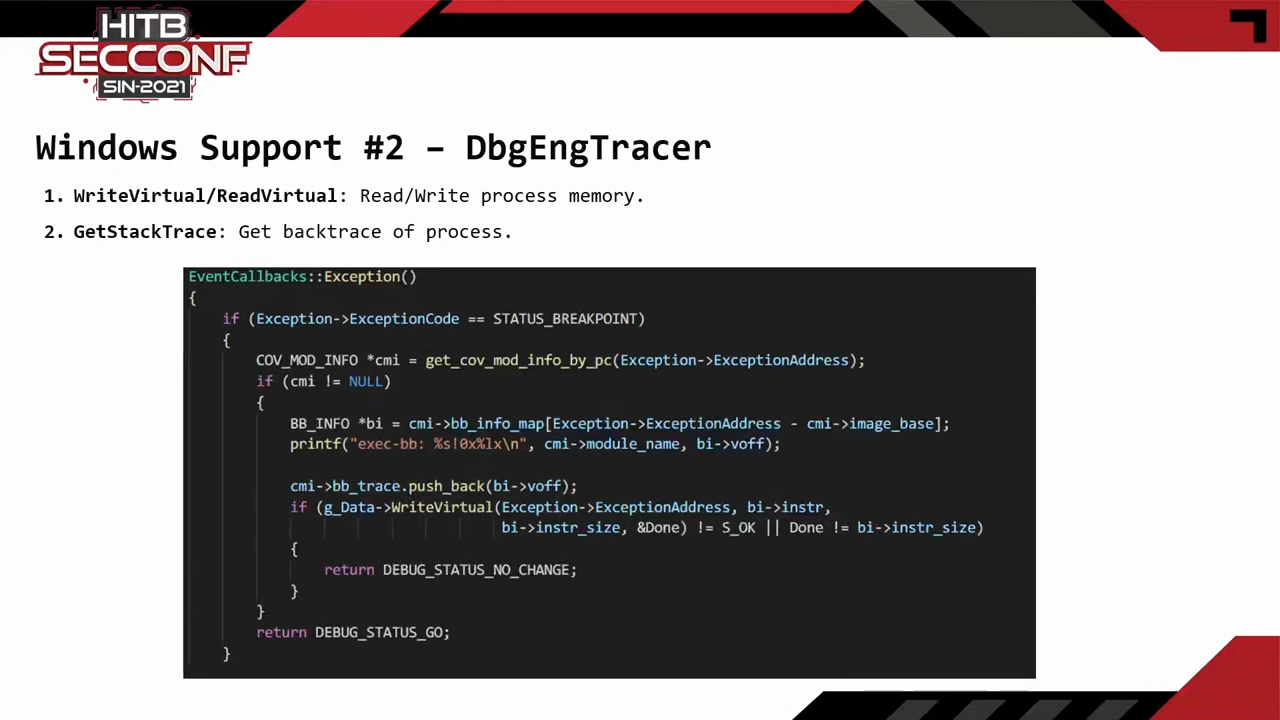 HITB
SECCONF
SIN-2021
Windows Support #2 – DbgEngTracer
1. WriteVirtual/ReadVirtual: Read/Write process memory.
2. GetStackTrace: Get backtrace of process.
EventCallbacks::Exception()
{
if (Exception->ExceptionCode == STATUS_BREAKPOINT)
{
COV_MOD_INFO *cmi = get_cov_mod_info_by_pc(Exception->ExceptionAddress);
if (cmi != NULL)
{
BB_INFO *bi = cmi->bb_info_map[Exception->ExceptionAddress - cmi->image_base];
printf("exec-bb: %s!0x%lx\n", cmi->module_name, bi->voff);
cmi->bb_trace.push_back(bi->voff);
if (g_Data->WriteVirtual(Exception->ExceptionAddress, bi->instr,
bi->instr_size, &Done) != S_OK || Done != bi->instr_size)
{
return DEBUG_STATUS_NO_CHANGE;
}
}
return DEBUG_STATUS_GO;
}